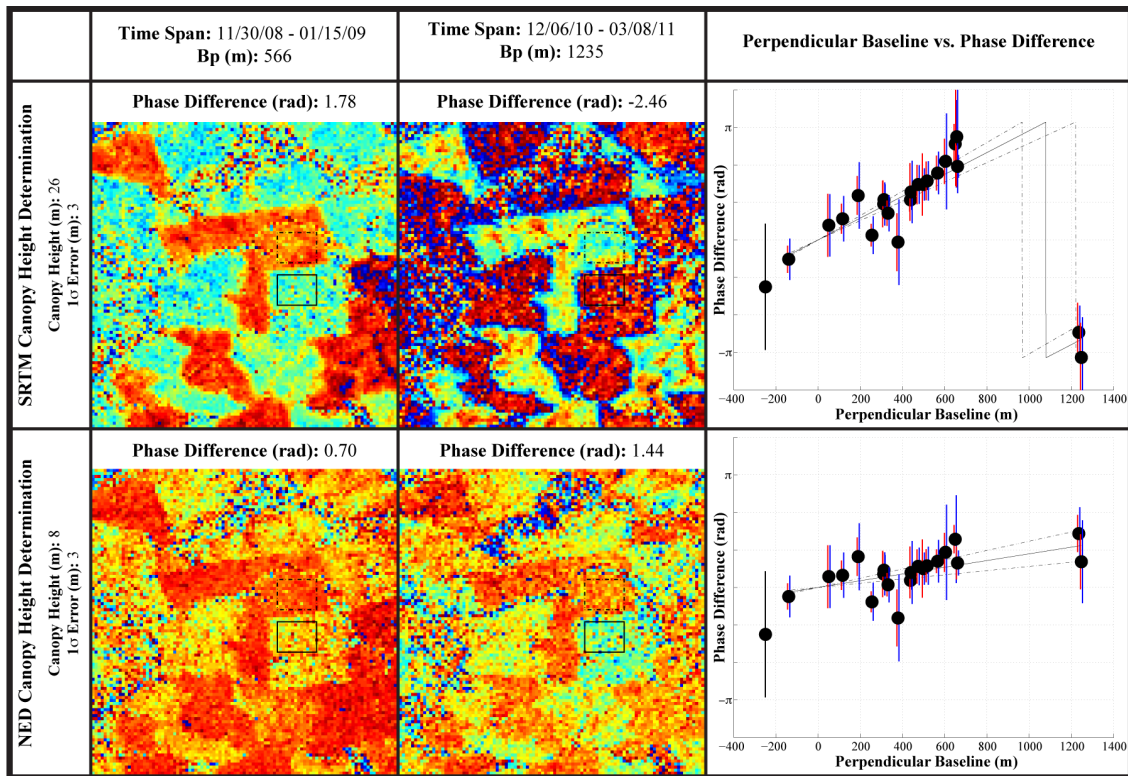 Time Span: 11/30/08 - 01/15/09
Bp (m): 566
Time Span: 12/06/10 - 03/08/11
Bp (m): 1235
Perpendicular Baseline vs. Phase Difference
SRTM Canopy Height Determination
Canopy Height (m): 26
1σ Error (m): 3
Phase Difference (rad): 1.78
Phase Difference (rad): -2.46
Phase Difference (rad)
π
−π
−400 −200 0 200 400 600 800 1000 1200 1400
Perpendicular Baseline (m)
NED Canopy Height Determination
Canopy Height (m): 8
1σ Error (m): 3
Phase Difference (rad): 0.70
Phase Difference (rad): 1.44
Phase Difference (rad)
π
−π
−400 −200 0 200 400 600 800 1000 1200 1400
Perpendicular Baseline (m)